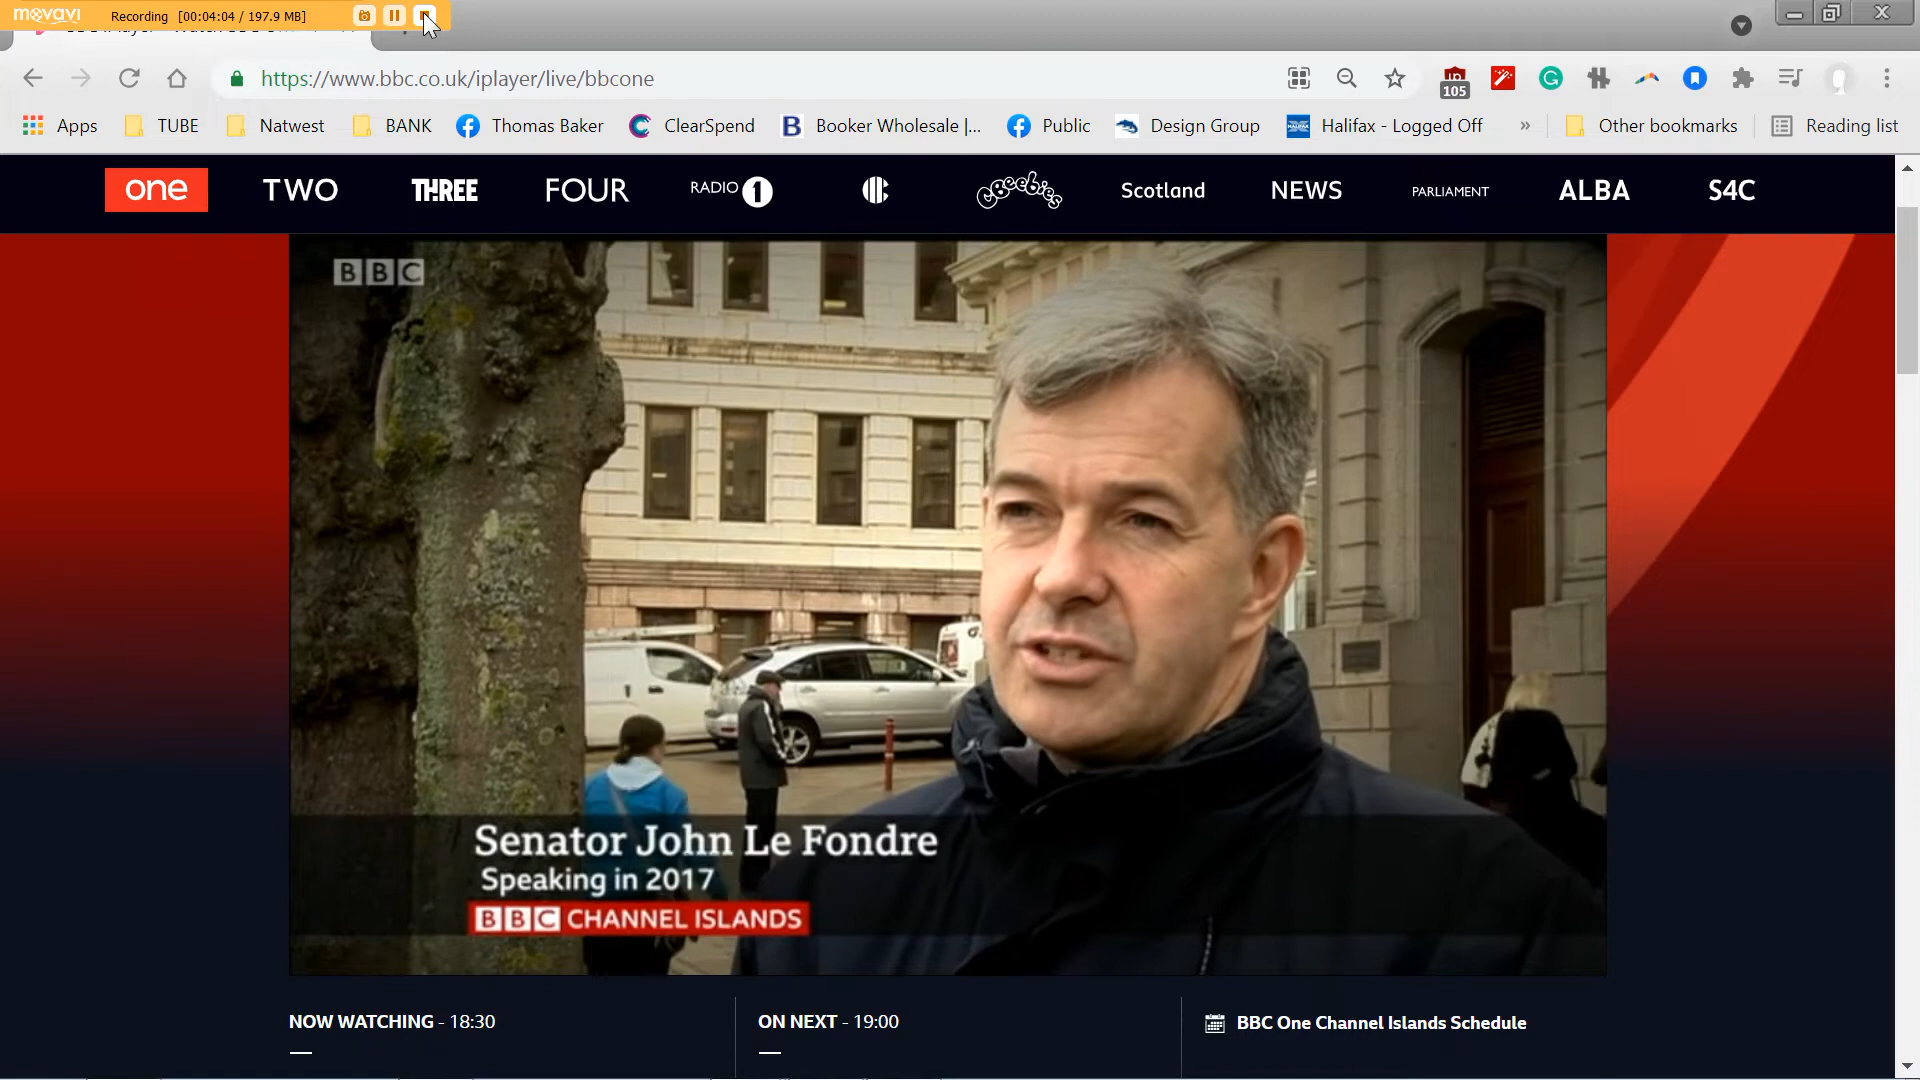 movavi Recording [00:04:04 / 197.9 MB]
https://www.bbc.co.uk/iplayer/live/bbcone
105
Apps TUBE Natwest BANK Thomas Baker ClearSpend Booker Wholesale |... Public Design Group Halifax - Logged Off » Other bookmarks Reading list
one TWO THREE FOUR RADIO 1 CBBC CBeebies Scotland NEWS PARLIAMENT ALBA S4C
BBC
Senator John Le Fondre
Speaking in 2017
BBC CHANNEL ISLANDS
NOW WATCHING - 18:30 ON NEXT - 19:00 BBC One Channel Islands Schedule